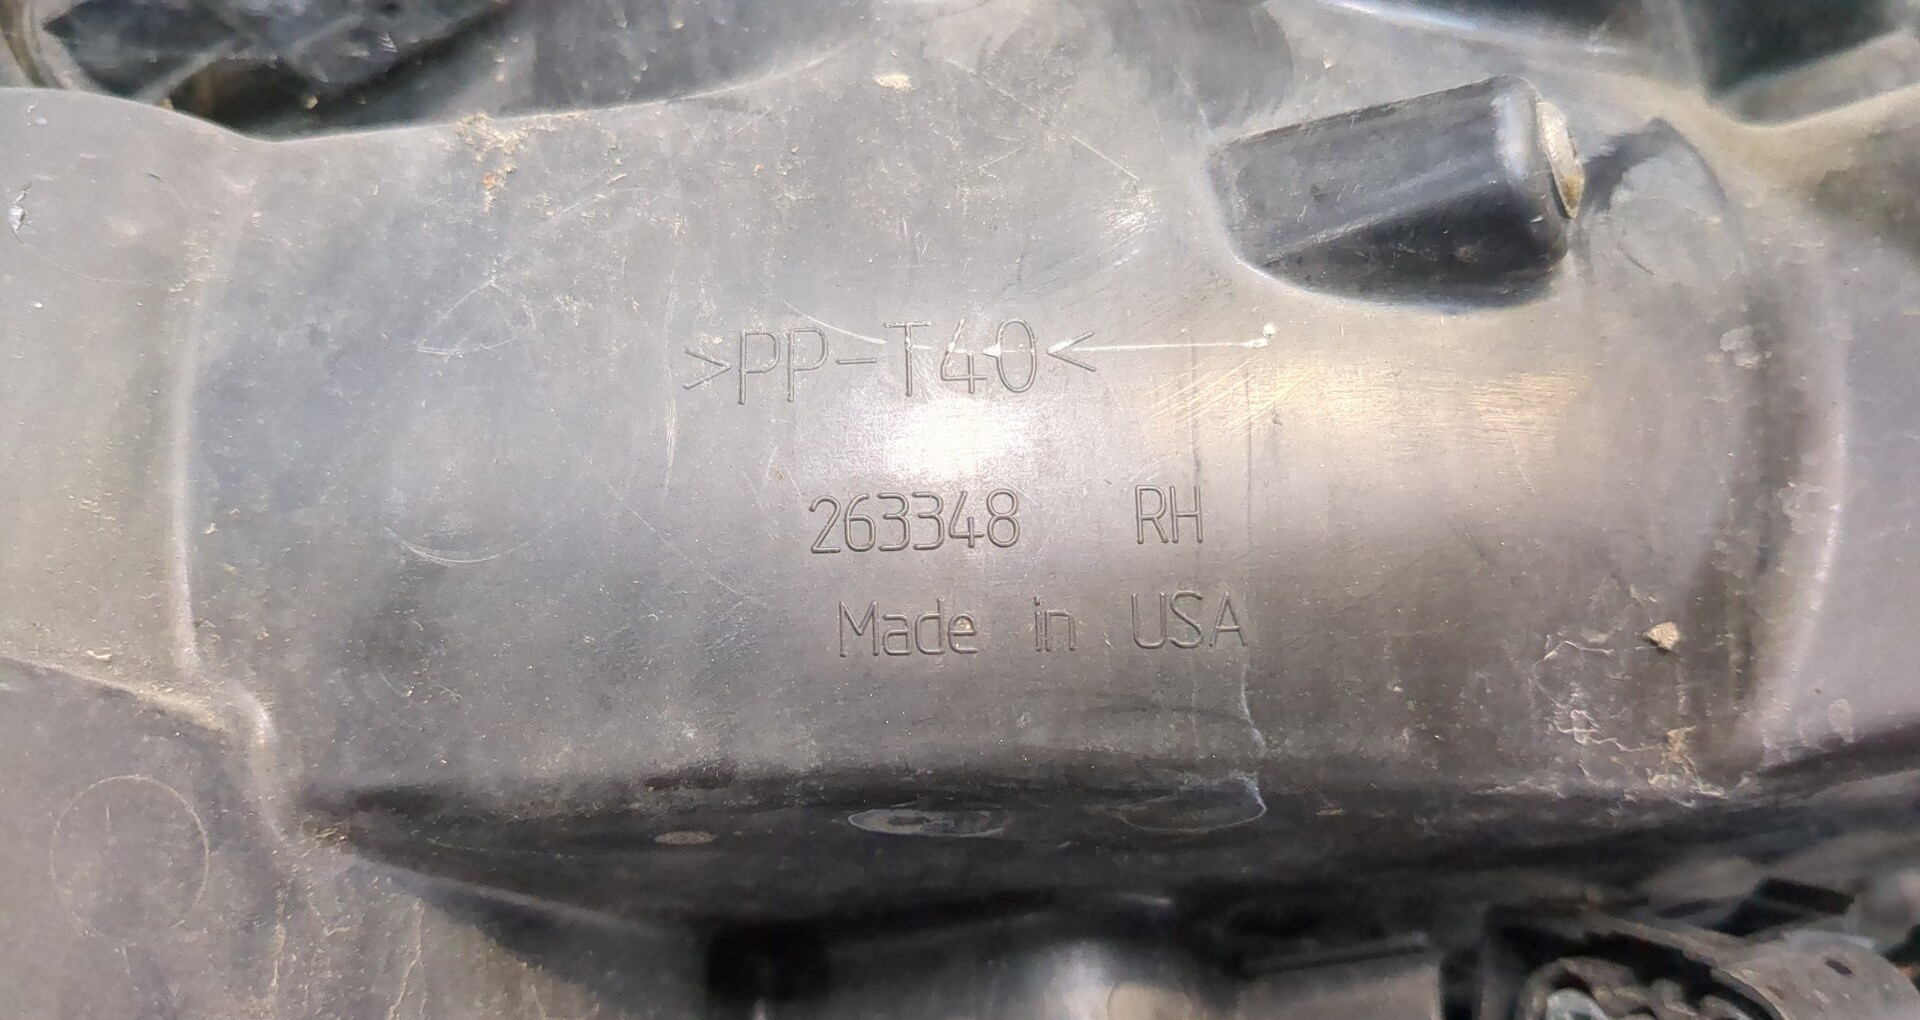 >PP-T40<
263348 RH
Made in USA